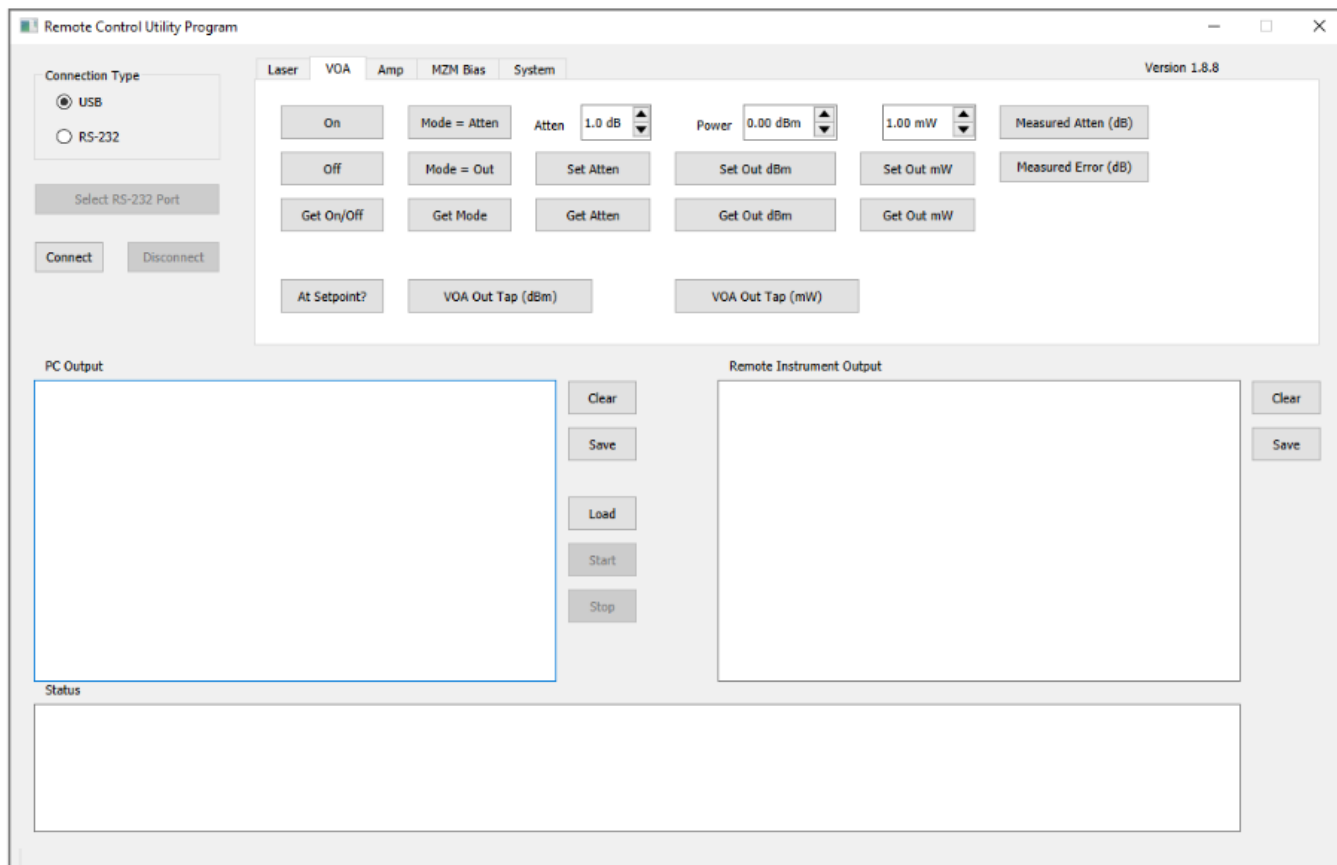 Remote Control Utility Program
Connection Type
USB
RS-232
Select RS-232 Port
Connect Disconnect
Laser VOA Amp MZM Bias System
Version 1.8.8
On Mode = Atten Atten 1.0 dB Power 0.00 dBm 1.00 mW Measured Atten (dB)
Off Mode = Out Set Atten Set Out dBm Set Out mW Measured Error (dB)
Get On/Off Get Mode Get Atten Get Out dBm Get Out mW
At Setpoint? VOA Out Tap (dBm) VOA Out Tap (mW)
PC Output
Clear
Save
Load
Start
Stop
Remote Instrument Output
Clear
Save
Status